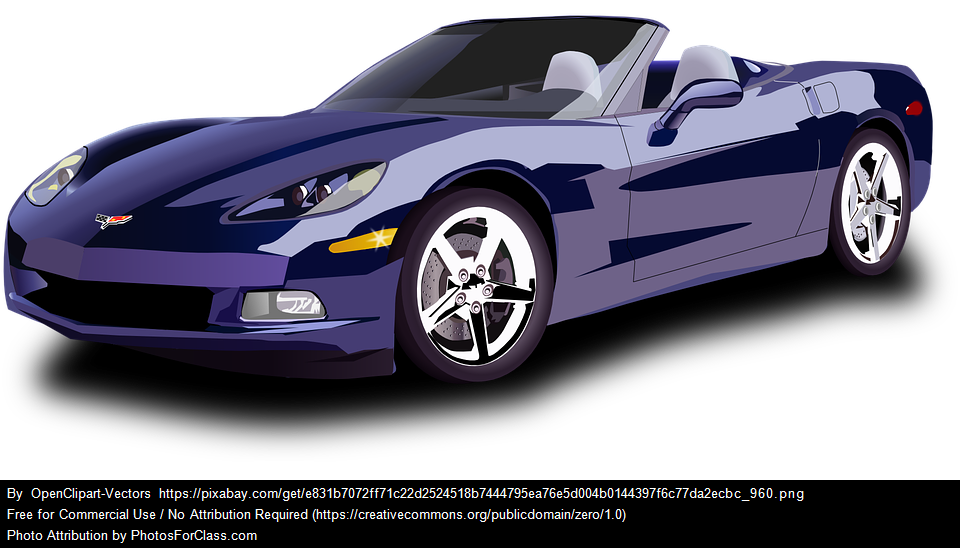 By OpenClipart-Vectors https://pixabay.com/get/e831b7072ff71c22d2524518b7444795ea76e5d004b0144397f6c77da2ecbc_960.png
Free for Commercial Use / No Attribution Required (https://creativecommons.org/publicdomain/zero/1.0)
Photo Attribution by PhotosForClass.com